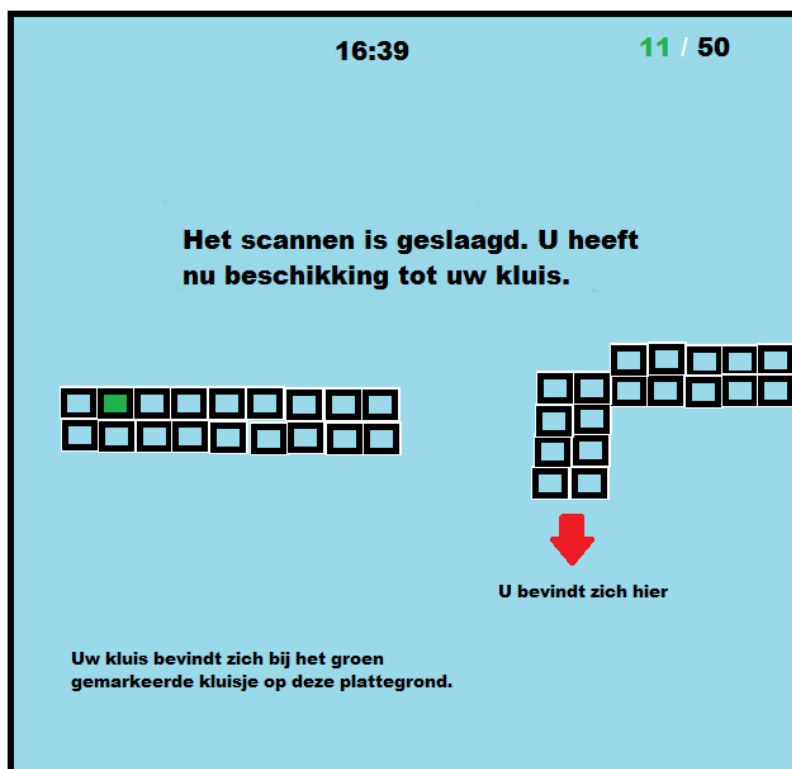 16:39
11 / 50
Het scannen is geslaagd. U heeft
nu beschikking tot uw kluis.
U bevindt zich hier
Uw kluis bevindt zich bij het groen
gemarkeerde kluisje op deze plattegrond.